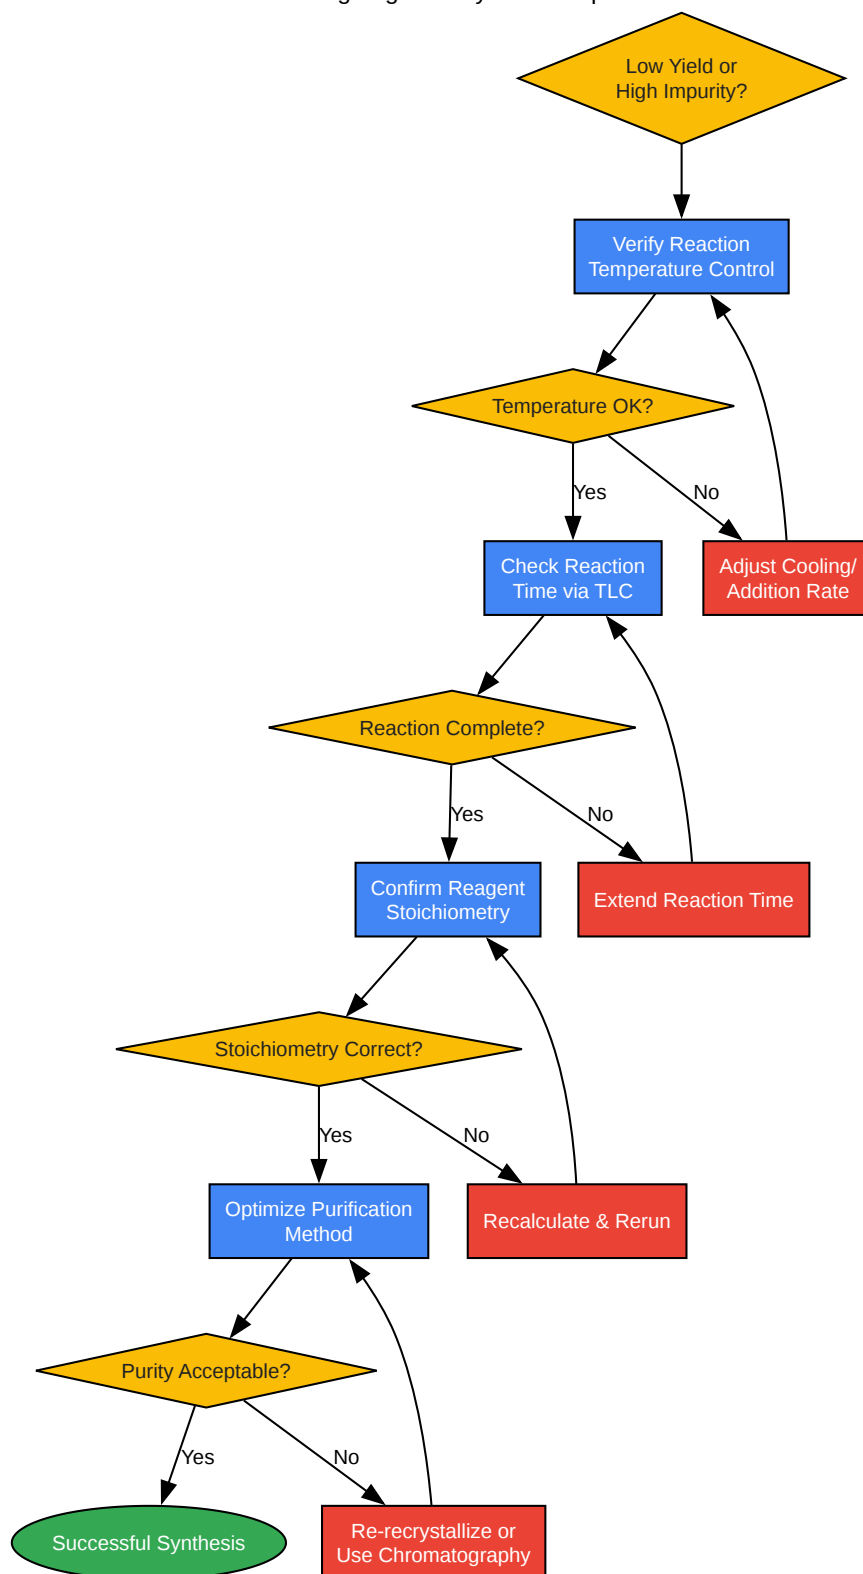 Low Yield or
High Impurity?
Verify Reaction
Temperature Control
Temperature OK?
Yes
No
Check Reaction
Time via TLC
Adjust Cooling/
Addition Rate
Reaction Complete?
Yes
No
Confirm Reagent
Stoichiometry
Extend Reaction Time
Stoichiometry Correct?
Yes
No
Optimize Purification
Method
Recalculate & Rerun
Purity Acceptable?
Yes
No
Successful Synthesis
Re-recrystallize or
Use Chromatography